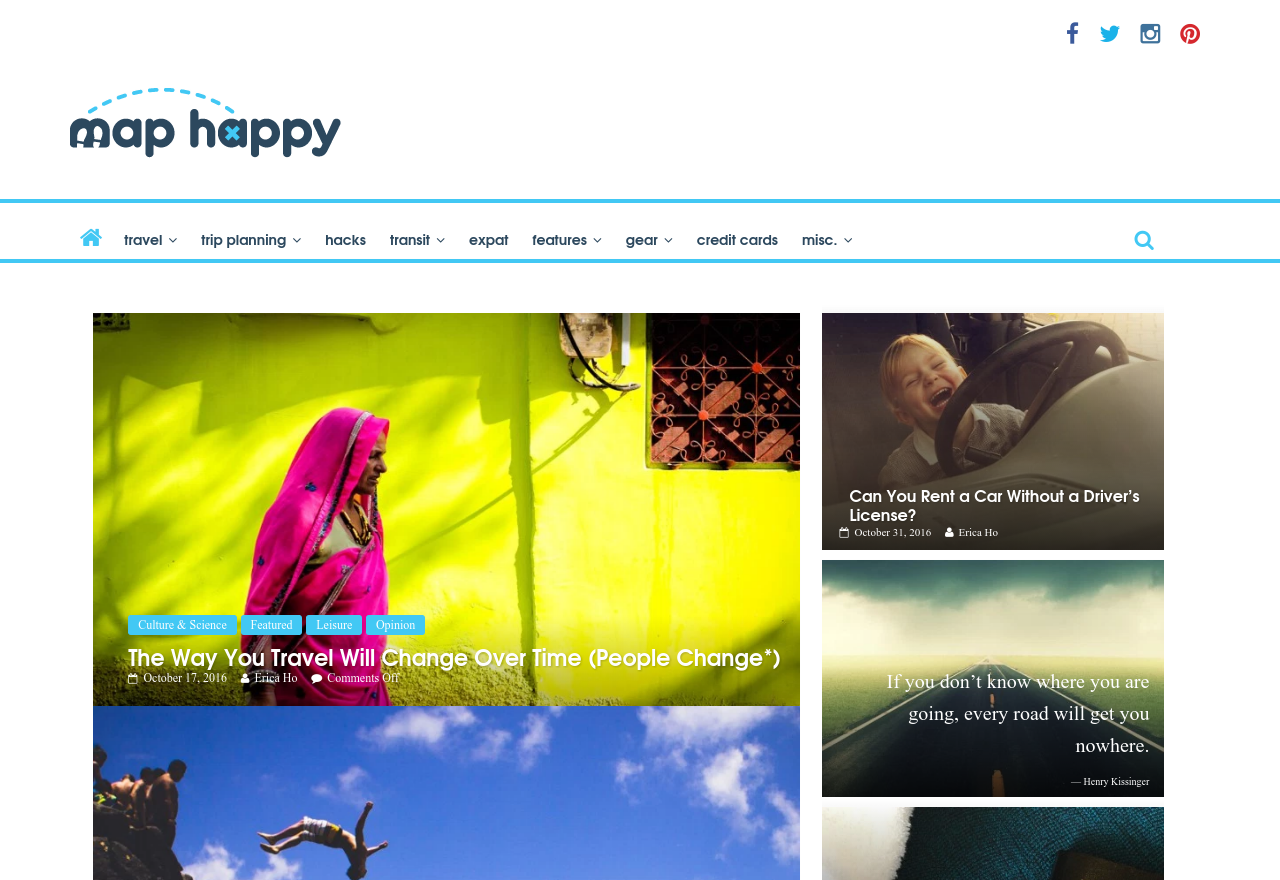 map happy
travel
trip planning
hacks
transit
expat
features
gear
credit cards
misc.
Culture & Science
Featured
Leisure
Opinion
The Way You Travel Will Change Over Time (People Change*)
October 17, 2016 Erica Ho Comments Off
Can You Rent a Car Without a Driver’s
License?
October 31, 2016 Erica Ho
If you don’t know where you are
going, every road will get you
nowhere.
— Henry Kissinger